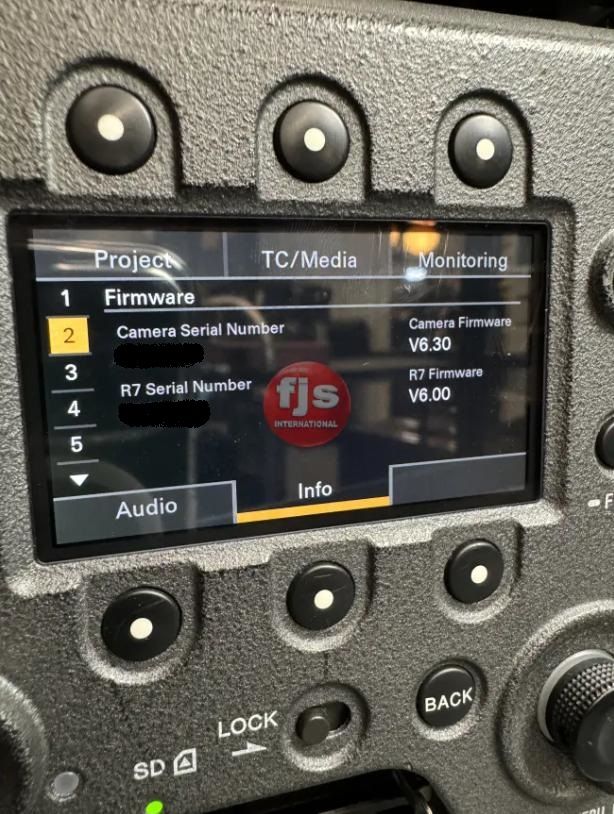 Project TC/Media Monitoring
1 Firmware
2 Camera Serial Number Camera Firmware
V6.30
3 R7 Serial Number R7 Firmware
4 V6.00
5
fjs
INTERNATIONAL
Audio Info
BACK
LOCK
SD